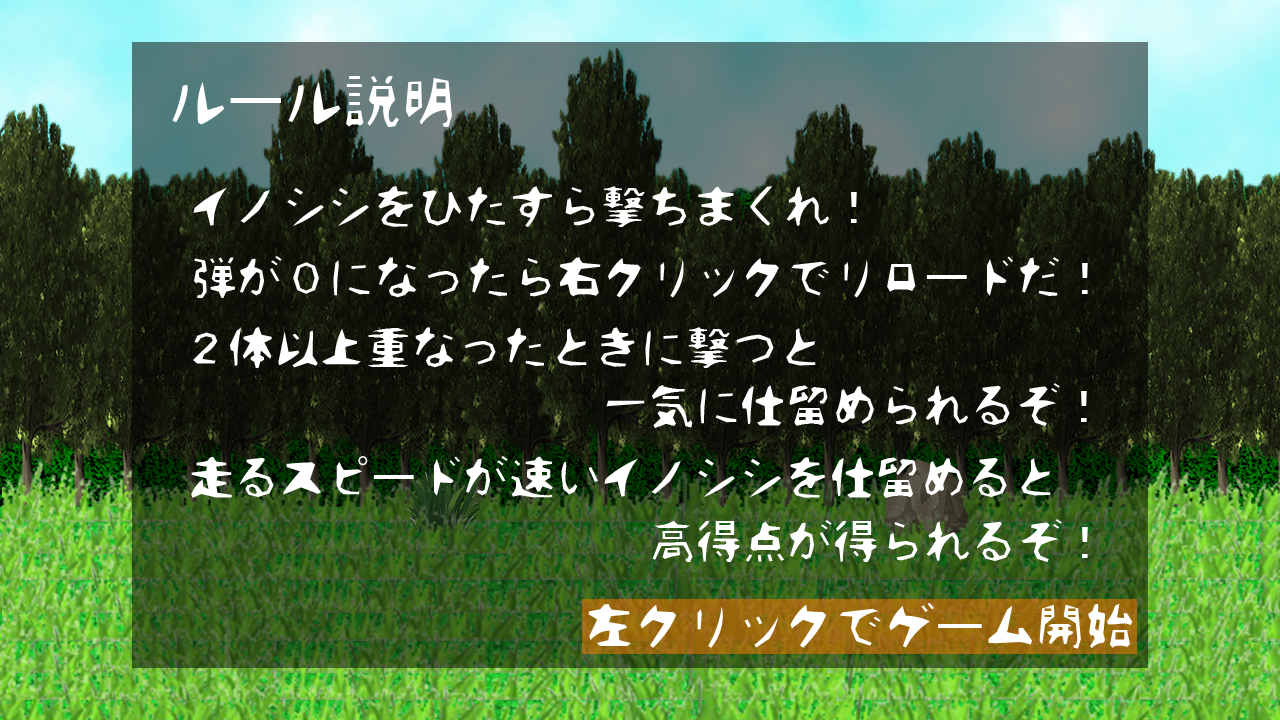 ルール説明
イノシシをひたすら撃ちまくれ！
弾が０になったら右クリックでリロードだ！
２体以上重なったときに撃つと
一気に仕留められるぞ！
走るスピードが速いイノシシを仕留めると
高得点が得られるぞ！
左クリックでゲーム開始